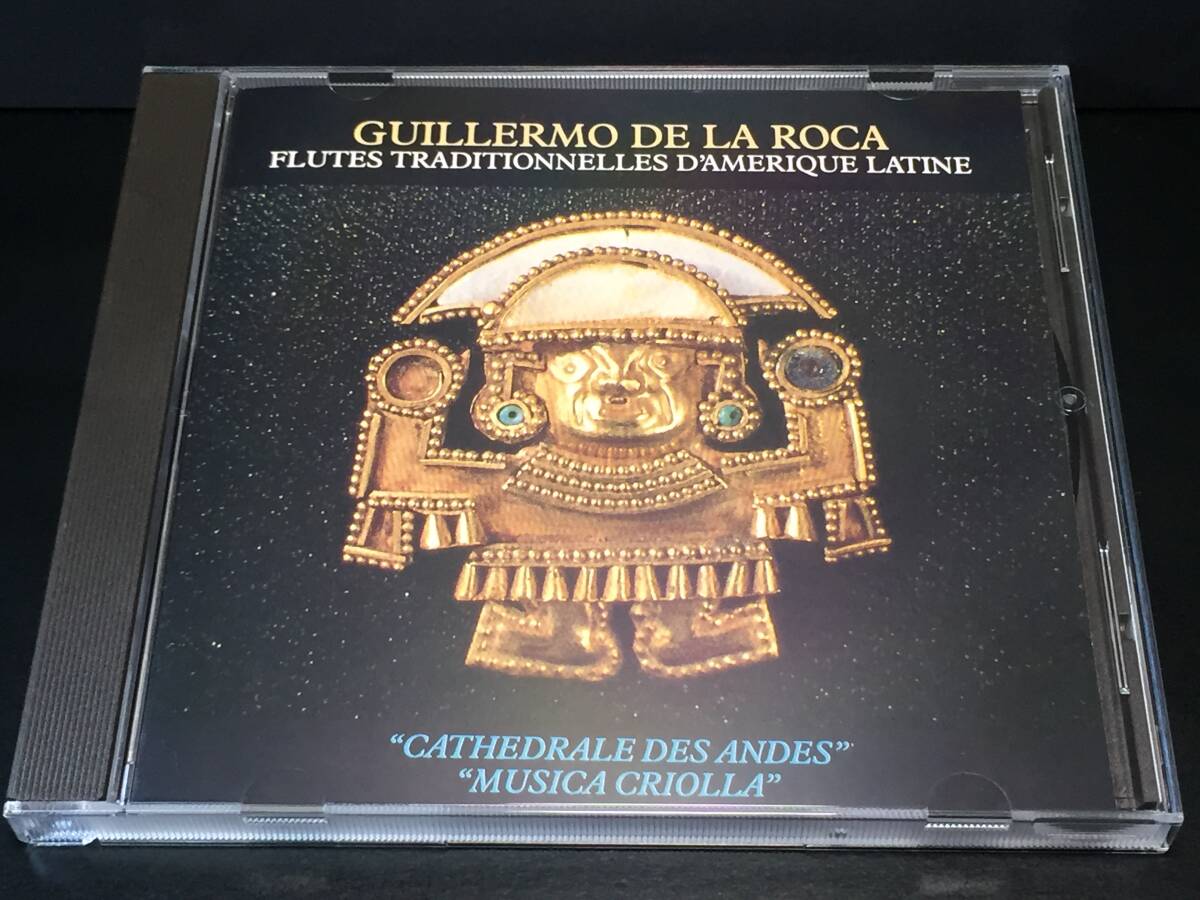 GUILLERMO DE LA ROCA
FLUTES TRADITIONNELLES D'AMERIQUE LATINE
“CATHEDRALE DES ANDES”
“MUSICA CRIOLLA”